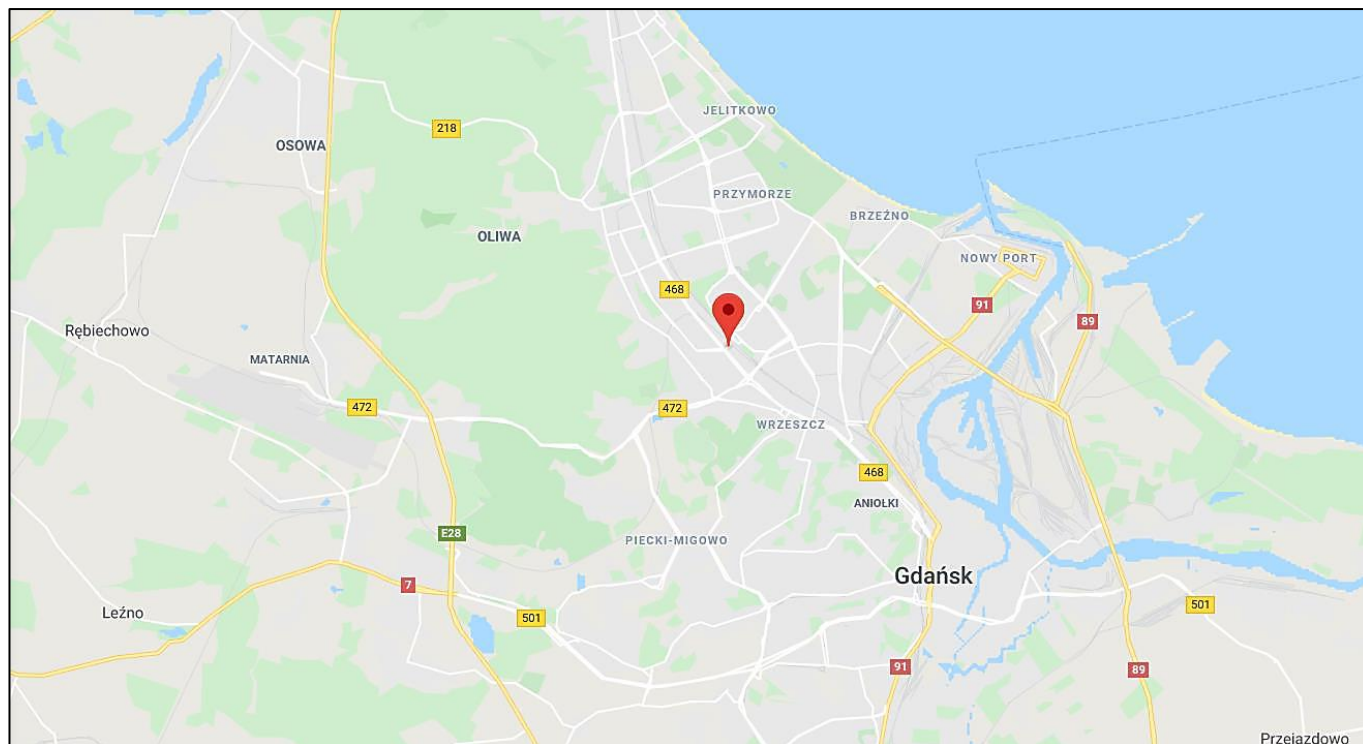 JELITKOWO
218
OSOWA
PRZYMORZE
BRZEŹNO
OLIWA
NOWY PORT
468
91
89
Rębiechowo
MATARNIA
472
472
WRZESZCZ
468
ANIOŁKI
E28
PIECKI-MIGOWO
Gdańsk
7
501
Leźno
501
91
89
Przejazdowo